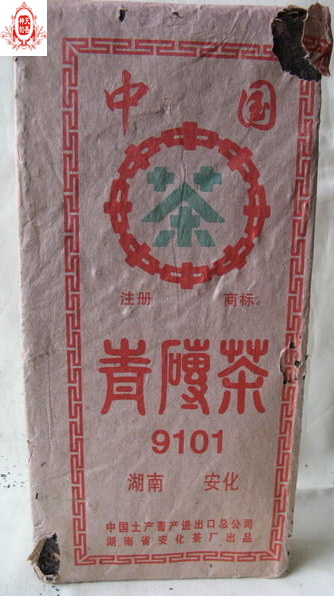 中国
茶
注册 商标
青磚茶
9101
湖南 安化
中国土产畜产进出口总公司
湖南省安化茶厂出品